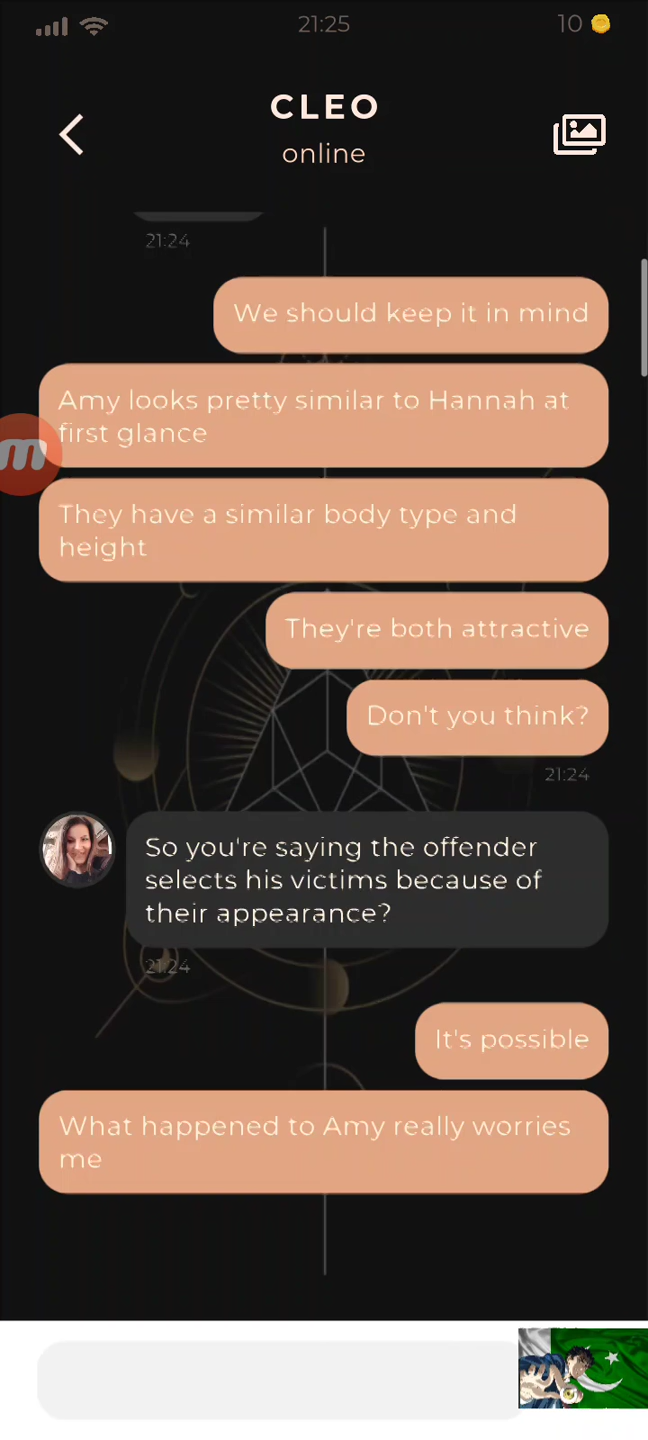 21:25
10
CLEO
online
21:24
We should keep it in mind
Amy looks pretty similar to Hannah at
first glance
They have a similar body type and
height
They're both attractive
Don't you think?
21:24
So you're saying the offender
selects his victims because of
their appearance?
21:24
It's possible
What happened to Amy really worries
me